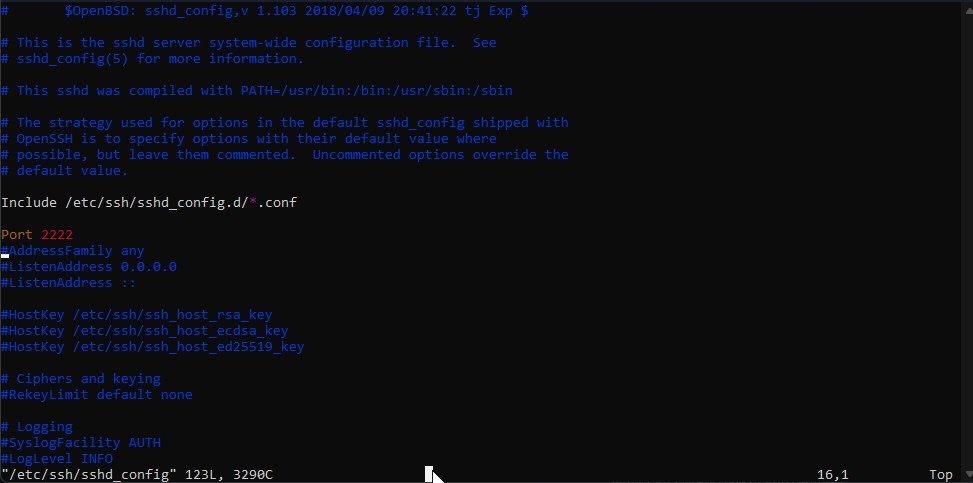 #       $OpenBSD: sshd_config,v 1.103 2018/04/09 20:41:22 tj Exp $
# This is the sshd server system-wide configuration file.  See
# sshd_config(5) for more information.
# This sshd was compiled with PATH=/usr/bin:/bin:/usr/sbin:/sbin
# The strategy used for options in the default sshd_config shipped with
# OpenSSH is to specify options with their default value where
# possible, but leave them commented.  Uncommented options override the
# default value.
Include /etc/ssh/sshd_config.d/*.conf
Port 2222
#AddressFamily any
#ListenAddress 0.0.0.0
#ListenAddress ::
#HostKey /etc/ssh/ssh_host_rsa_key
#HostKey /etc/ssh/ssh_host_ecdsa_key
#HostKey /etc/ssh/ssh_host_ed25519_key
# Ciphers and keying
#RekeyLimit default none
# Logging
#SyslogFacility AUTH
#LogLevel INFO
"/etc/ssh/sshd_config" 123L, 3290C 16,1 Top